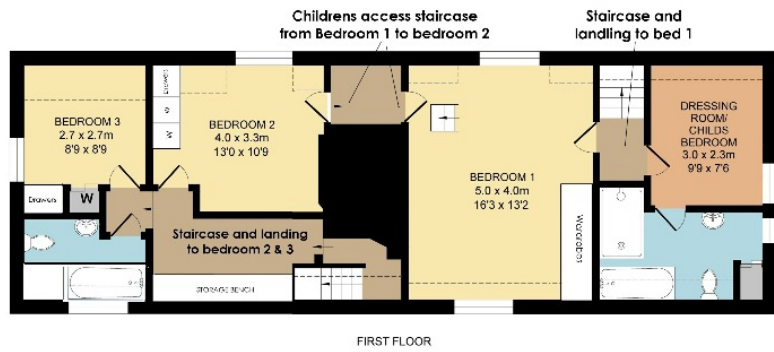 Childrens access staircase
from Bedroom 1 to bedroom 2
Staircase and
landling to bed 1
BEDROOM 3
2.7 x 2.7m
8'9 x 8'9
BEDROOM 2
4.0 x 3.3m
13'0 x 10'9
W
BEDROOM 1
5.0 x 4.0m
16'3 x 13'2
DRESSING
ROOM/
CHILDS
BEDROOM
3.0 x 2.3m
9'9 x 7'6
Drawers
W
Wardrobes
Staircase and landing
to bedroom 2 & 3
STORAGE BENCH
FIRST FLOOR